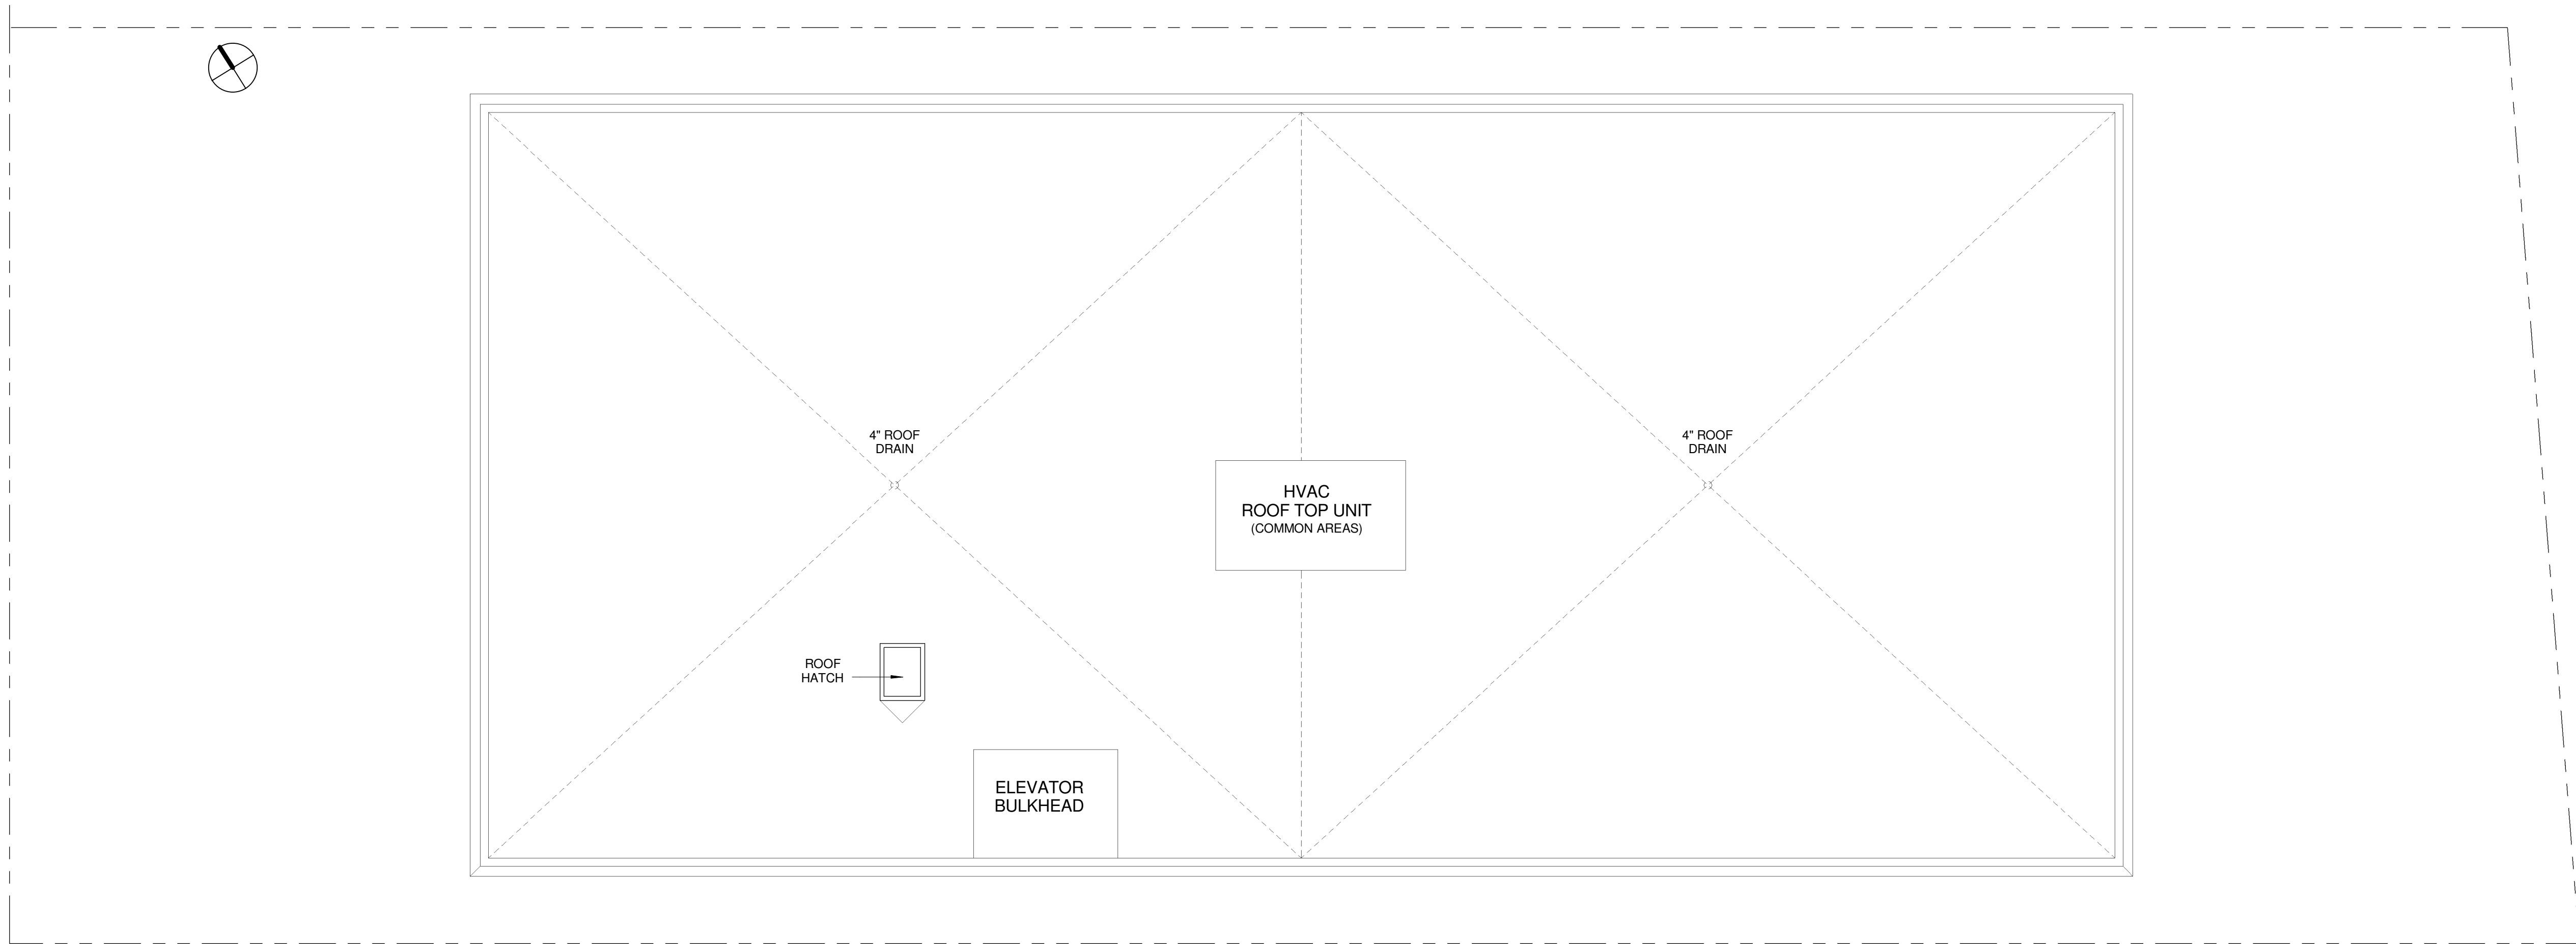 4" ROOF
DRAIN
4" ROOF
DRAIN
HVAC
ROOF TOP UNIT
(COMMON AREAS)
ROOF
HATCH
ELEVATOR
BULKHEAD